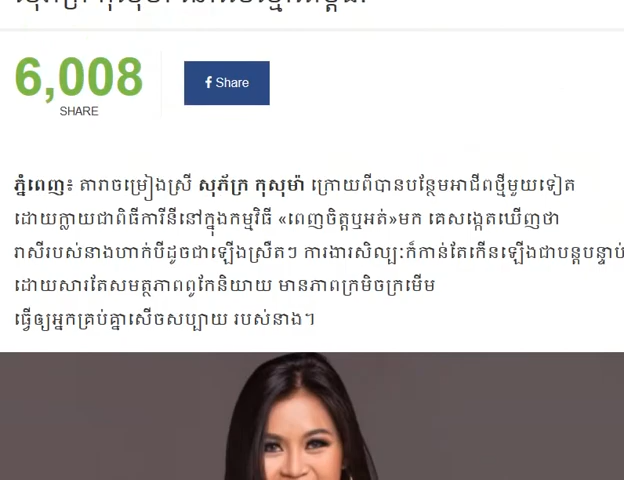 6,008
SHARE
Share
ភ្នំពេញ៖ តារាចម្រៀងស្រី សុភ័ក្រ កុសុម៉ា ក្រោយពីបានបន្ថែមអាជីពថ្មីមួយទៀត
ដោយក្លាយជាពិធីការីនីនៅក្នុងកម្មវិធី «ពេញចិត្តឬអត់»មក គេសង្កេតឃើញថា
រាសីរបស់នាងហាក់បីដូចជាឡើងស្រឺតៗ ការងារសិល្បៈក៏កាន់តែកើនឡើងជាបន្តបន្ទាប់
ដោយសារតែសមត្ថភាពពូកែនិយាយ មានភាពក្រមិចក្រមើម
ធ្វើឲ្យអ្នកគ្រប់គ្នាសើចសប្បាយ របស់នាង។